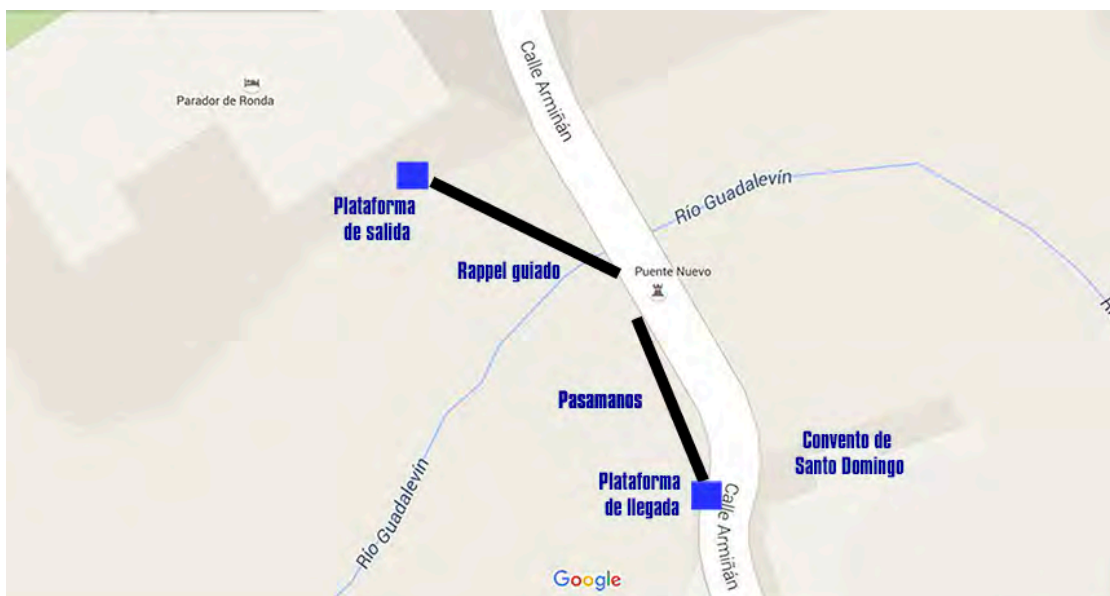 Calle Armiñán
Parador de Ronda
Río Guadalevín
Plataforma
de salida
Rappel guiado
Puente Nuevo
Pasamanos
Convento de
Santo Domingo
Plataforma
de llegada
Río Guadalevín
Calle Armiñán
Google